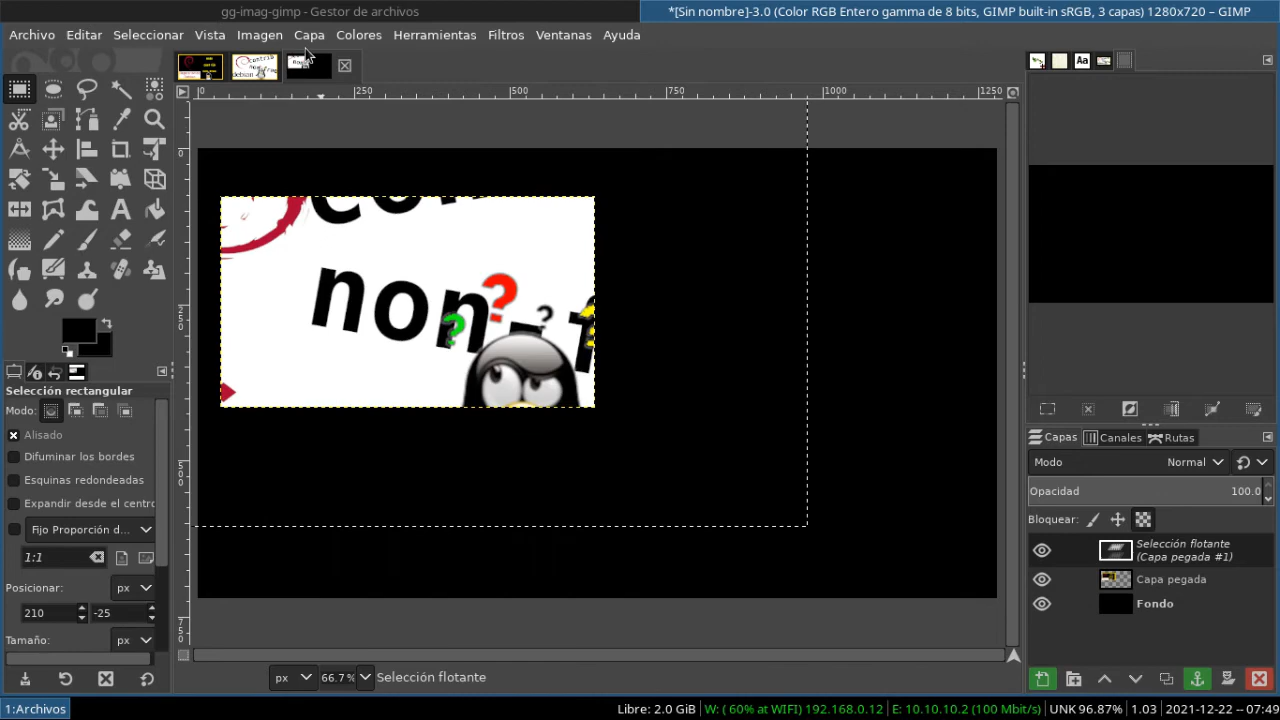 gg-imag-gimp - Gestor de archivos
*[Sin nombre]-3.0 (Color RGB Entero gamma de 8 bits, GIMP built-in sRGB, 3 capas) 1280x720 – GIMP
Archivo Editar Seleccionar Vista Imagen Capa Colores Herramientas Filtros Ventanas Ayuda
Aa
0 250 500 750 1000 1250
0
250
500
750
non-f
? ? ?
Selección rectangular
Modo:
Alisado
Difuminar los bordes
Esquinas redondeadas
Expandir desde el centro
Fijo Proporción d...
1:1
Posicionar: px
210 -25
Tamaño: px
px 66.7 % Selección flotante
Capas Canales Rutas
Modo Normal
Opacidad 100.0
Bloquear:
Selección flotante
(Capa pegada #1)
Capa pegada
Fondo
1:Archivos
Libre: 2.0 GiB W: ( 60% at WIFI) 192.168.0.12 E: 10.10.10.2 (100 Mbit/s) UNK 96.87% 1.03 2021-12-22 -- 07:49